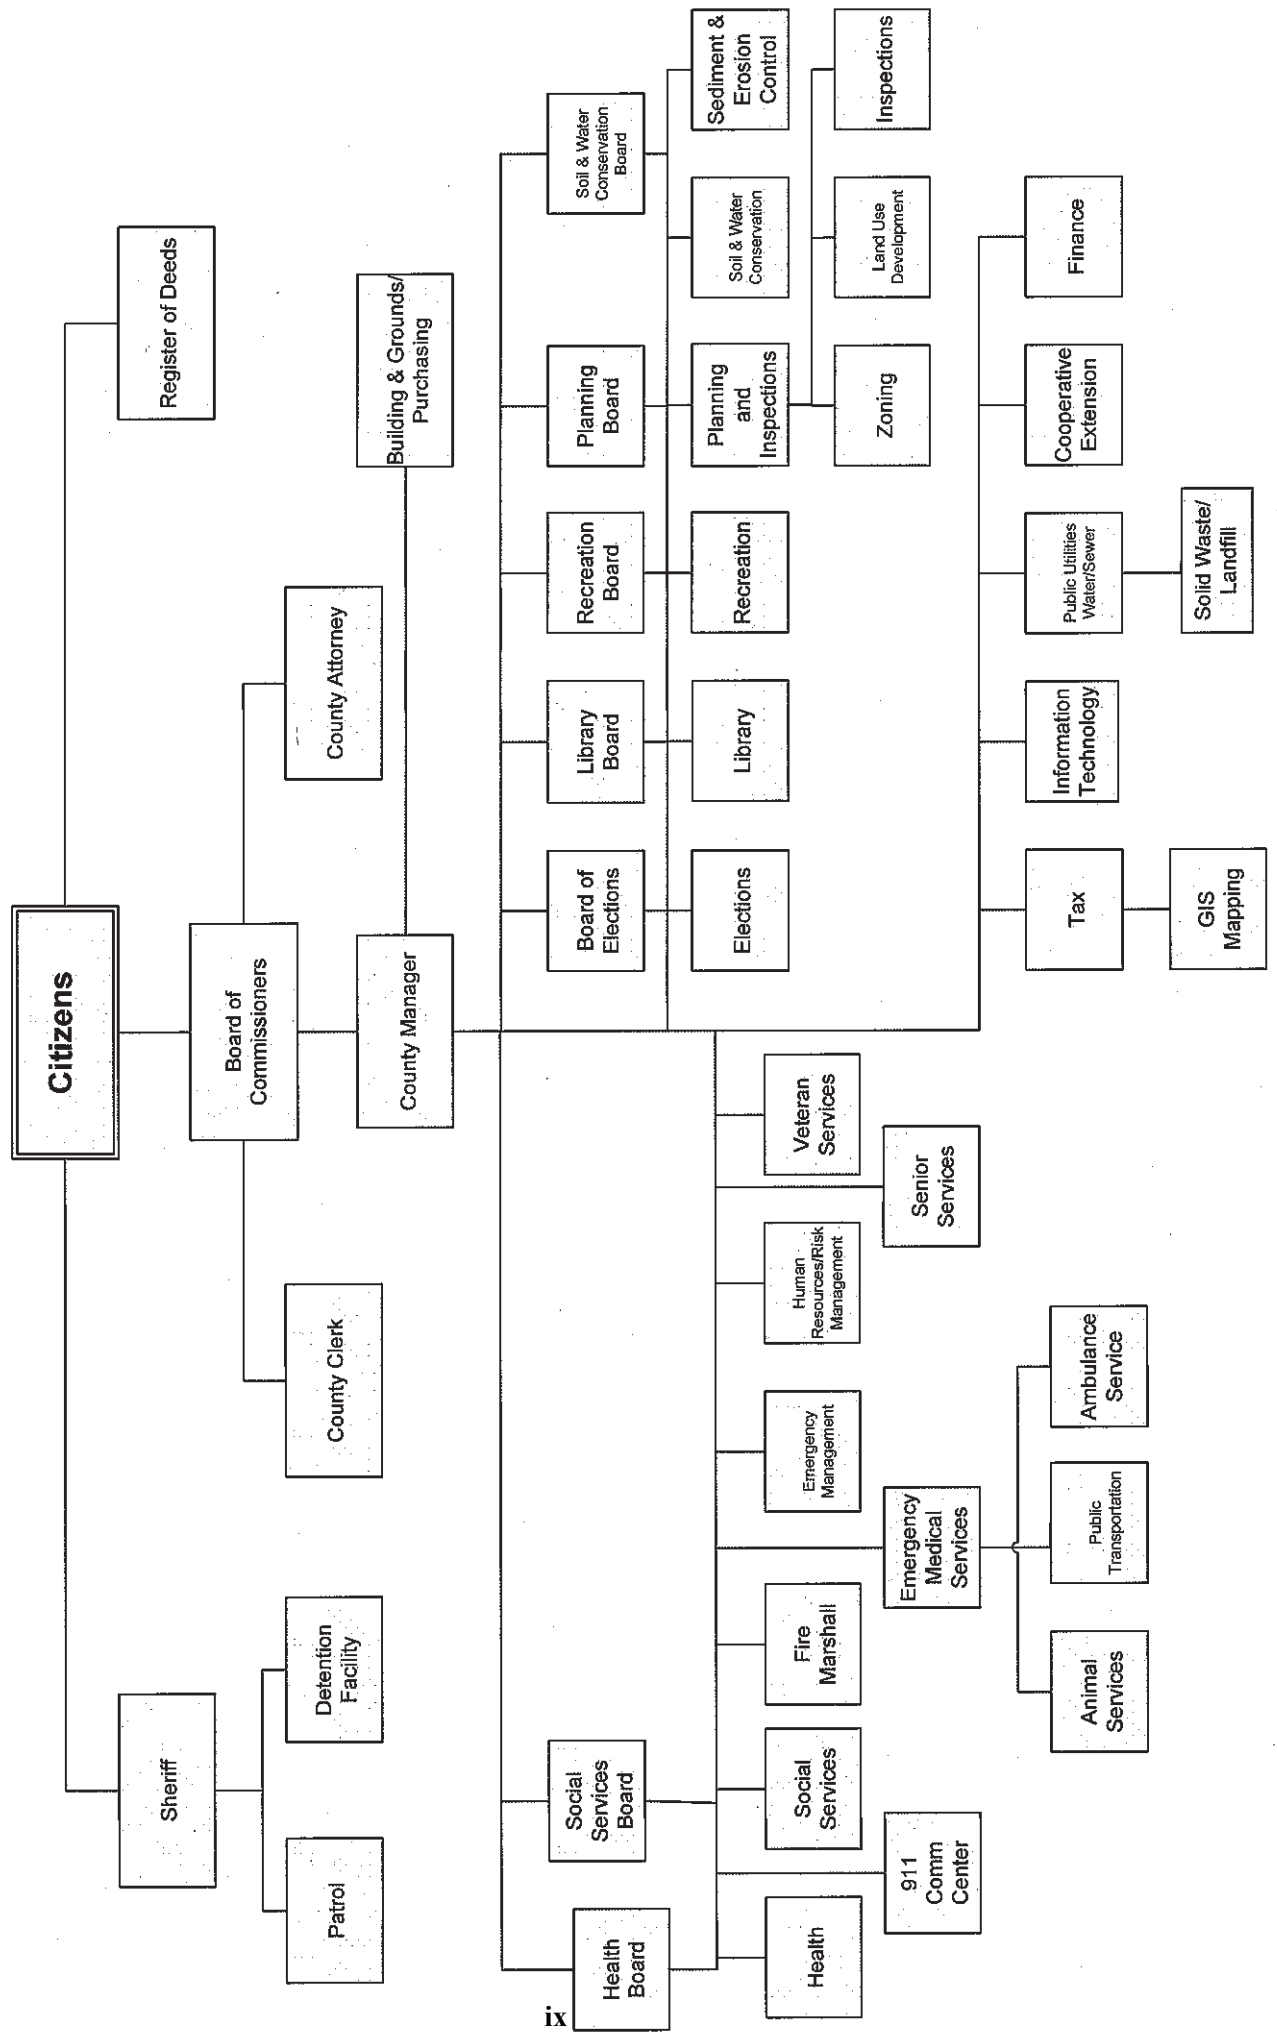 Citizens
Sheriff
Register of Deeds
Board of
Commissioners
Patrol
Detention
Facility
County Clerk
County Attorney
County Manager
Building & Grounds/
Purchasing
Health
Board
Social
Services
Board
Board of
Elections
Library
Board
Recreation
Board
Planning
Board
Soil & Water
Conservation
Board
Elections
Library
Recreation
Planning
and
Inspections
Soil & Water
Conservation
Sediment &
Erosion
Control
Zoning
Land Use
Development
Inspections
Health
Social
Services
Fire
Marshall
Emergency
Management
Human
Resources/Risk
Management
Veteran
Services
911
Comm
Center
Emergency
Medical
Services
Senior
Services
Animal
Services
Public
Transportation
Ambulance
Service
Tax
Information
Technology
Public Utilities
Water/Sewer
Cooperative
Extension
Finance
GIS
Mapping
Solid Waste/
Landfill
ix